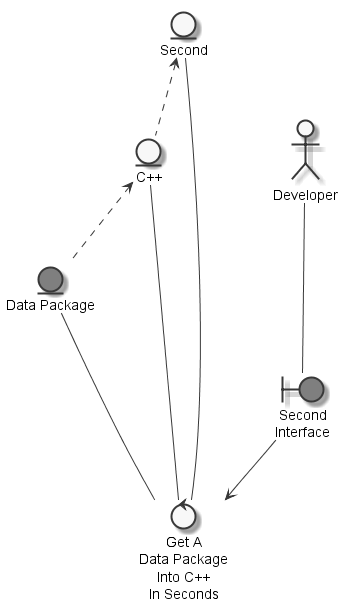 Second
C++
Developer
Data Package
Second
Interface
Get A
Data Package
Into C++
In Seconds